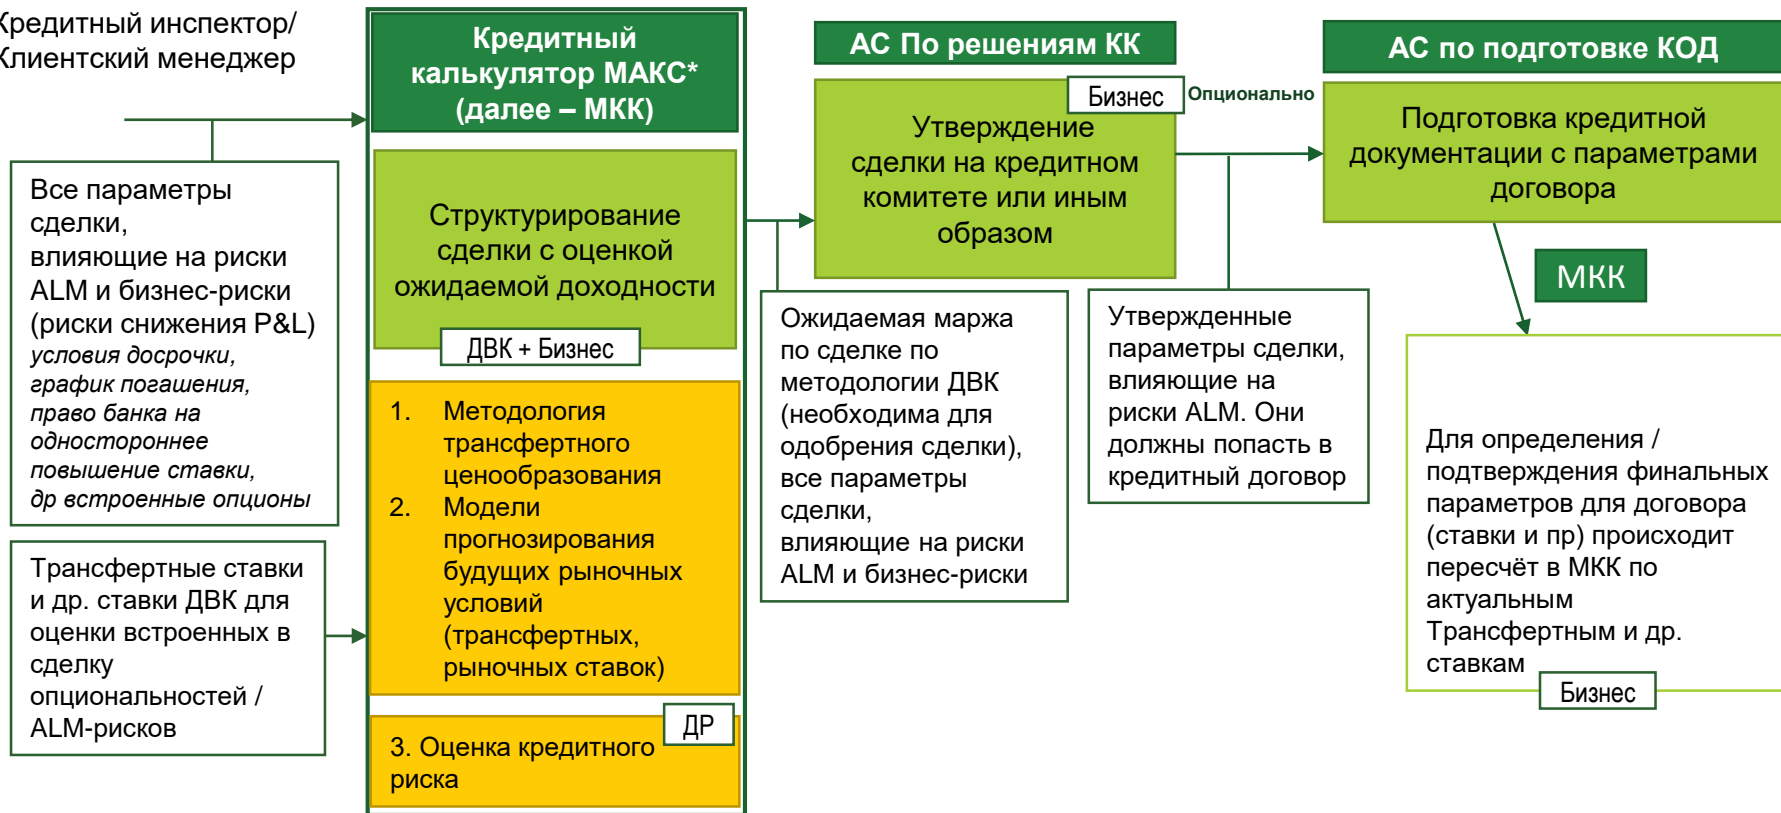 Кредитный инспектор/
Клиентский менеджер
Все параметры
сделки,
влияющие на риски
ALM и бизнес-риски
(риски снижения P&L)
условия досрочки,
график погашения,
право банка на
одностороннее
повышение ставки,
др встроенные опционы
Трансфертные ставки
и др. ставки ДВК для
оценки встроенных в
сделку
опциональностей /
ALM-рисков
Кредитный
калькулятор МАКС*
(далее – МКК)
Структурирование
сделки с оценкой
ожидаемой доходности
ДВК + Бизнес
1. Методология
трансфертного
ценообразования
2. Модели
прогнозирования
будущих рыночных
условий
(трансфертных,
рыночных ставок)
ДР
3. Оценка кредитного
риска
АС По решениям КК
Бизнес
Утверждение
сделки на кредитном
комитете или иным
образом
Ожидаемая маржа
по сделке по
методологии ДВК
(необходима для
одобрения сделки),
все параметры
сделки,
влияющие на риски
ALM и бизнес-риски
Опционально
Утвержденные
параметры сделки,
влияющие на
риски ALM. Они
должны попасть в
кредитный договор
АС по подготовке КОД
Подготовка кредитной
документации с параметрами
договора
МКК
Для определения /
подтверждения финальных
параметров для договора
(ставки и пр) происходит
пересчёт в МКК по
актуальным
Трансфертным и др.
ставкам
Бизнес